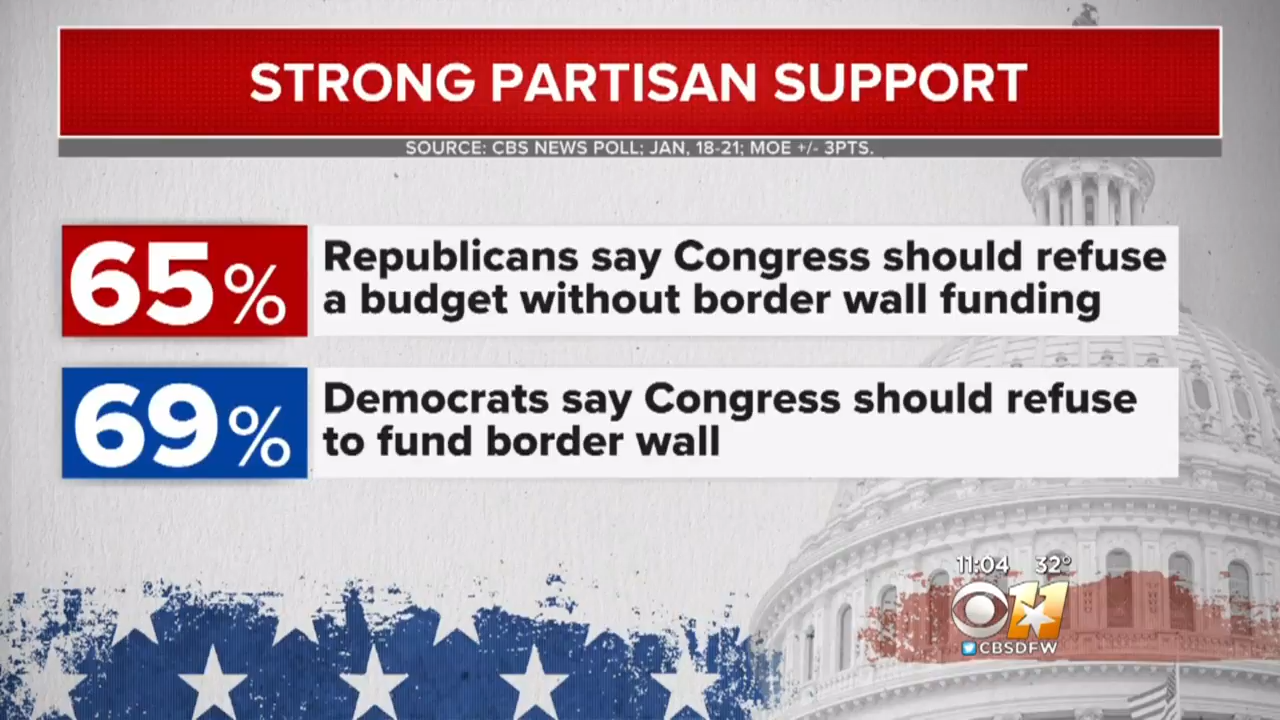 STRONG PARTISAN SUPPORT
SOURCE: CBS NEWS POLL; JAN, 18-21; MOE +/- 3PTS.
65%
Republicans say Congress should refuse
a budget without border wall funding
69%
Democrats say Congress should refuse
to fund border wall
11:04 32°
11
CBSDFW